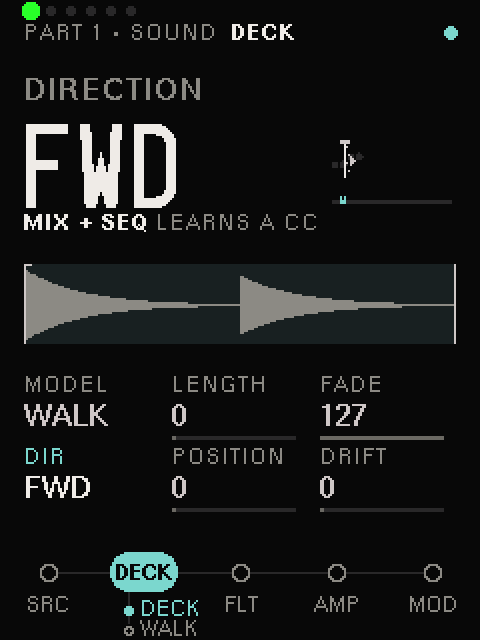 PART 1 · SOUND DECK
DIRECTION
FWD
MIX + SEQ LEARNS A CC
MODEL LENGTH FADE
WALK 0 127
DIR POSITION DRIFT
FWD 0 0
DECK
SRC DECK FLT AMP MOD
WALK